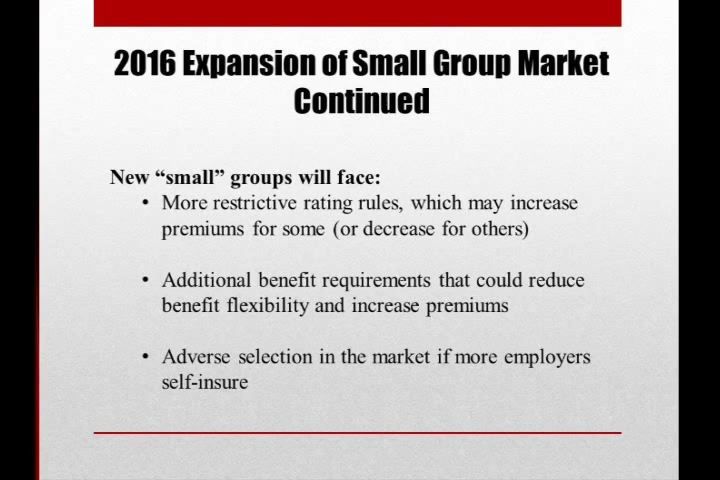 2016 Expansion of Small Group Market
Continued
New “small” groups will face:
• More restrictive rating rules, which may increase
premiums for some (or decrease for others)
• Additional benefit requirements that could reduce
benefit flexibility and increase premiums
• Adverse selection in the market if more employers
self-insure